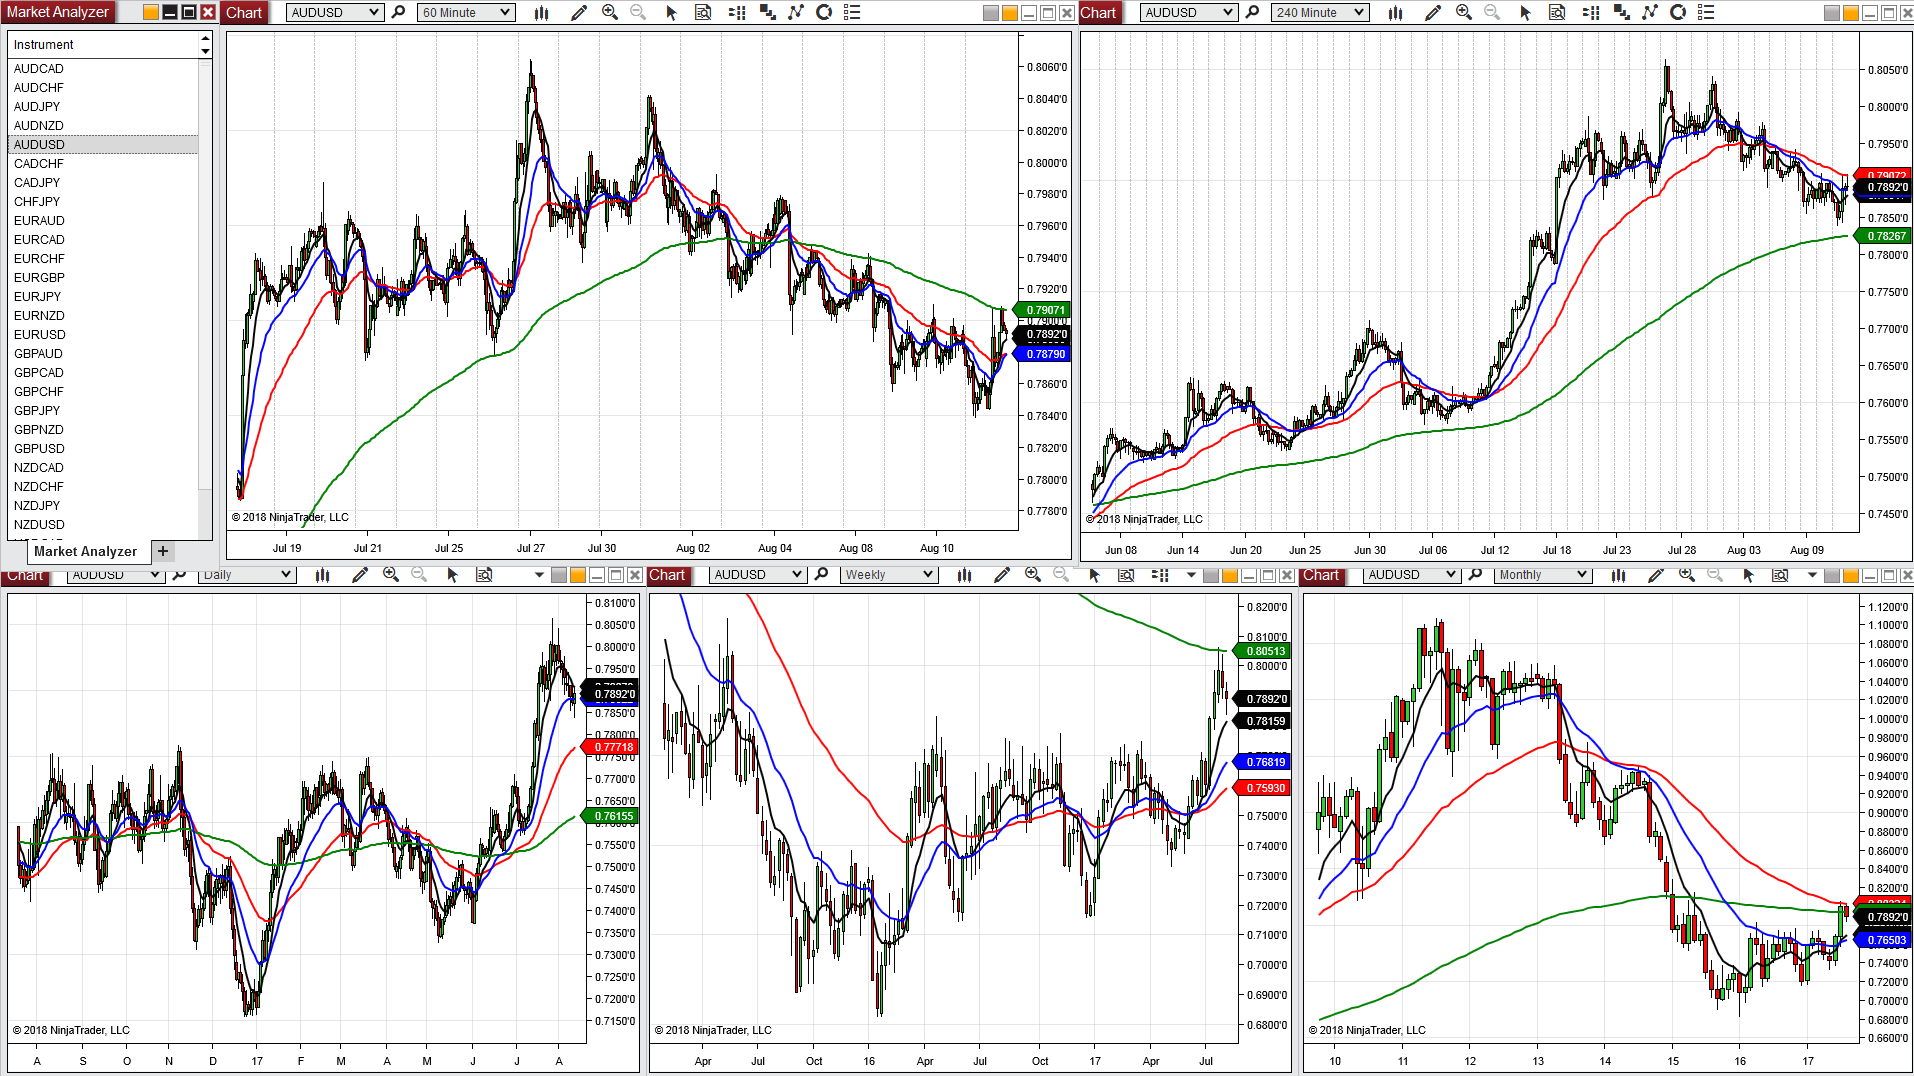 Market Analyzer
Instrument
AUDCAD
AUDCHF
AUDJPY
AUDNZD
AUDUSD
CADCHF
CADJPY
CHFJPY
EURAUD
EURCAD
EURCHF
EURGBP
EURJPY
EURNZD
EURUSD
GBPAUD
GBPCAD
GBPCHF
GBPJPY
GBPNZD
GBPUSD
NZDCAD
NZDCHF
NZDJPY
NZDUSD
Market Analyzer +
Chart AUDUSD 60 Minute
0.8060'0
0.8040'0
0.8020'0
0.8000'0
0.7980'0
0.7960'0
0.7940'0
0.7920'0
0.79071
0.7900'0
0.7892'0
0.78790
0.7860'0
0.7840'0
0.7820'0
0.7800'0
0.7780'0
© 2018 NinjaTrader, LLC
Jul 19 Jul 21 Jul 25 Jul 27 Jul 30 Aug 02 Aug 04 Aug 08 Aug 10
Chart AUDUSD 240 Minute
0.8050'0
0.8000'0
0.7950'0
0.79072
0.7892'0
0.7850'0
0.78267
0.7800'0
0.7750'0
0.7700'0
0.7650'0
0.7600'0
0.7550'0
0.7500'0
0.7450'0
© 2018 NinjaTrader, LLC
Jun 08 Jun 14 Jun 20 Jun 25 Jun 30 Jul 06 Jul 12 Jul 18 Jul 23 Jul 28 Aug 03 Aug 09
Chart AUDUSD Daily
0.8100'0
0.8050'0
0.8000'0
0.7950'0
0.7892'0
0.7850'0
0.7800'0
0.77718
0.7750'0
0.7700'0
0.7650'0
0.76155
0.7600'0
0.7550'0
0.7500'0
0.7450'0
0.7400'0
0.7350'0
0.7300'0
0.7250'0
0.7200'0
0.7150'0
© 2018 NinjaTrader, LLC
A S O N D 17 F M A M J J A
Chart AUDUSD Weekly
0.8200'0
0.8100'0
0.80513
0.8000'0
0.7892'0
0.78159
0.76819
0.75930
0.7500'0
0.7400'0
0.7300'0
0.7200'0
0.7100'0
0.7000'0
0.6900'0
0.6800'0
© 2018 NinjaTrader, LLC
Apr Jul Oct 16 Apr Jul Oct 17 Apr Jul
Chart AUDUSD Monthly
1.1200'0
1.1000'0
1.0800'0
1.0600'0
1.0400'0
1.0200'0
1.0000'0
0.9800'0
0.9600'0
0.9400'0
0.9200'0
0.9000'0
0.8800'0
0.8600'0
0.8400'0
0.8200'0
0.7892'0
0.76503
0.7400'0
0.7200'0
0.7000'0
0.6800'0
0.6600'0
© 2018 NinjaTrader, LLC
10 11 12 13 14 15 16 17